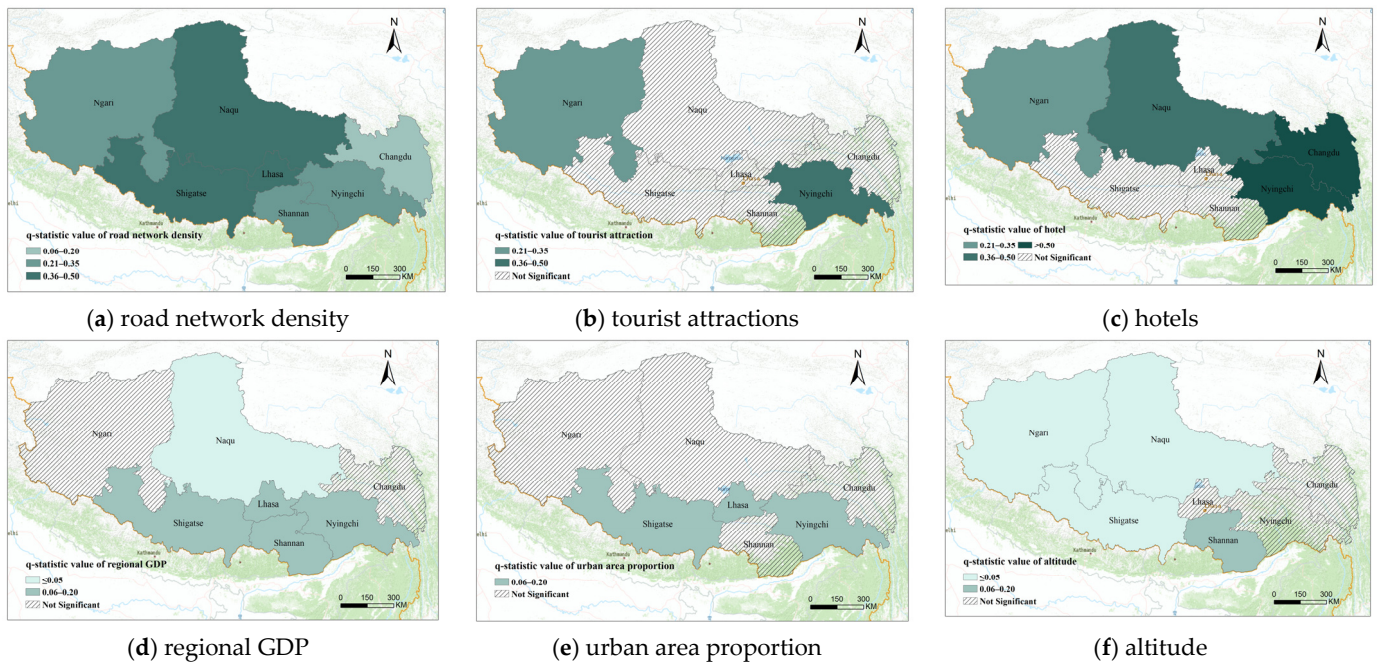 N
Ngari
Naqu
Changdu
Lhasa
Nyingchi
Shigatse
Shannan
Kathmandu
q-statistic value of road network density
0.06–0.20
0.21–0.35
0.36–0.50
0 150 300
KM
(a) road network density
N
Ngari
Naqu
Changdu
Lhasa
Nyingchi
Shigatse
Shannan
Kathmandu
q-statistic value of tourist attraction
0.21–0.35
0.36–0.50
Not Significant
0 150 300
KM
(b) tourist attractions
N
Ngari
Naqu
Changdu
Lhasa
Nyingchi
Shigatse
Shannan
Kathmandu
q-statistic value of hotel
0.21–0.35 >0.50
0.36–0.50 Not Significant
0 150 300
KM
(c) hotels
N
Ngari
Naqu
Changdu
Lhasa
Nyingchi
Shigatse
Shannan
Kathmandu
q-statistic value of regional GDP
≤0.05
0.06–0.20
Not Significant
0 150 300
KM
(d) regional GDP
N
Ngari
Naqu
Changdu
Lhasa
Nyingchi
Shigatse
Shannan
Kathmandu
q-statistic value of urban area proportion
0.06–0.20
Not Significant
0 150 300
KM
(e) urban area proportion
N
Ngari
Naqu
Changdu
Lhasa
Nyingchi
Shigatse
Shannan
Kathmandu
q-statistic value of altitude
≤0.05
0.06–0.20
Not Significant
0 150 300
KM
(f) altitude